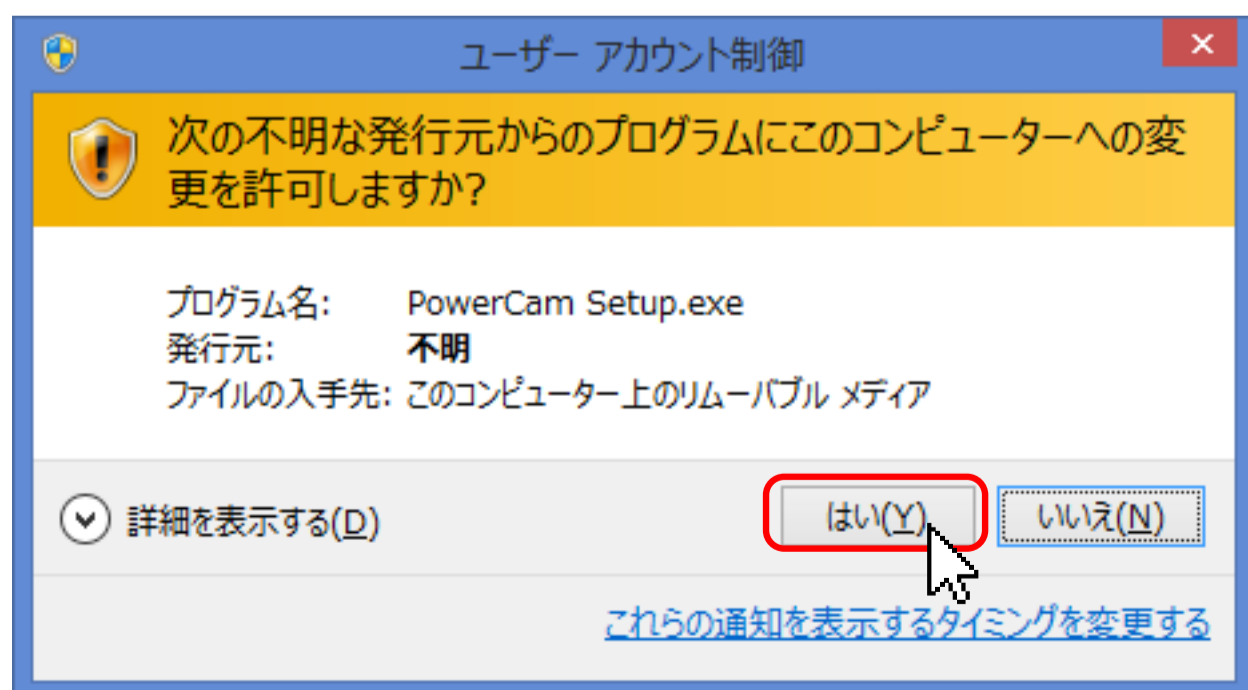 ユーザー アカウント制御
次の不明な発行元からのプログラムにこのコンピューターへの変
更を許可しますか?
プログラム名: PowerCam Setup.exe
発行元: 不明
ファイルの入手先: このコンピューター上のリムーバブル メディア
詳細を表示する(D) はい(Y) いいえ(N)
これらの通知を表示するタイミングを変更する